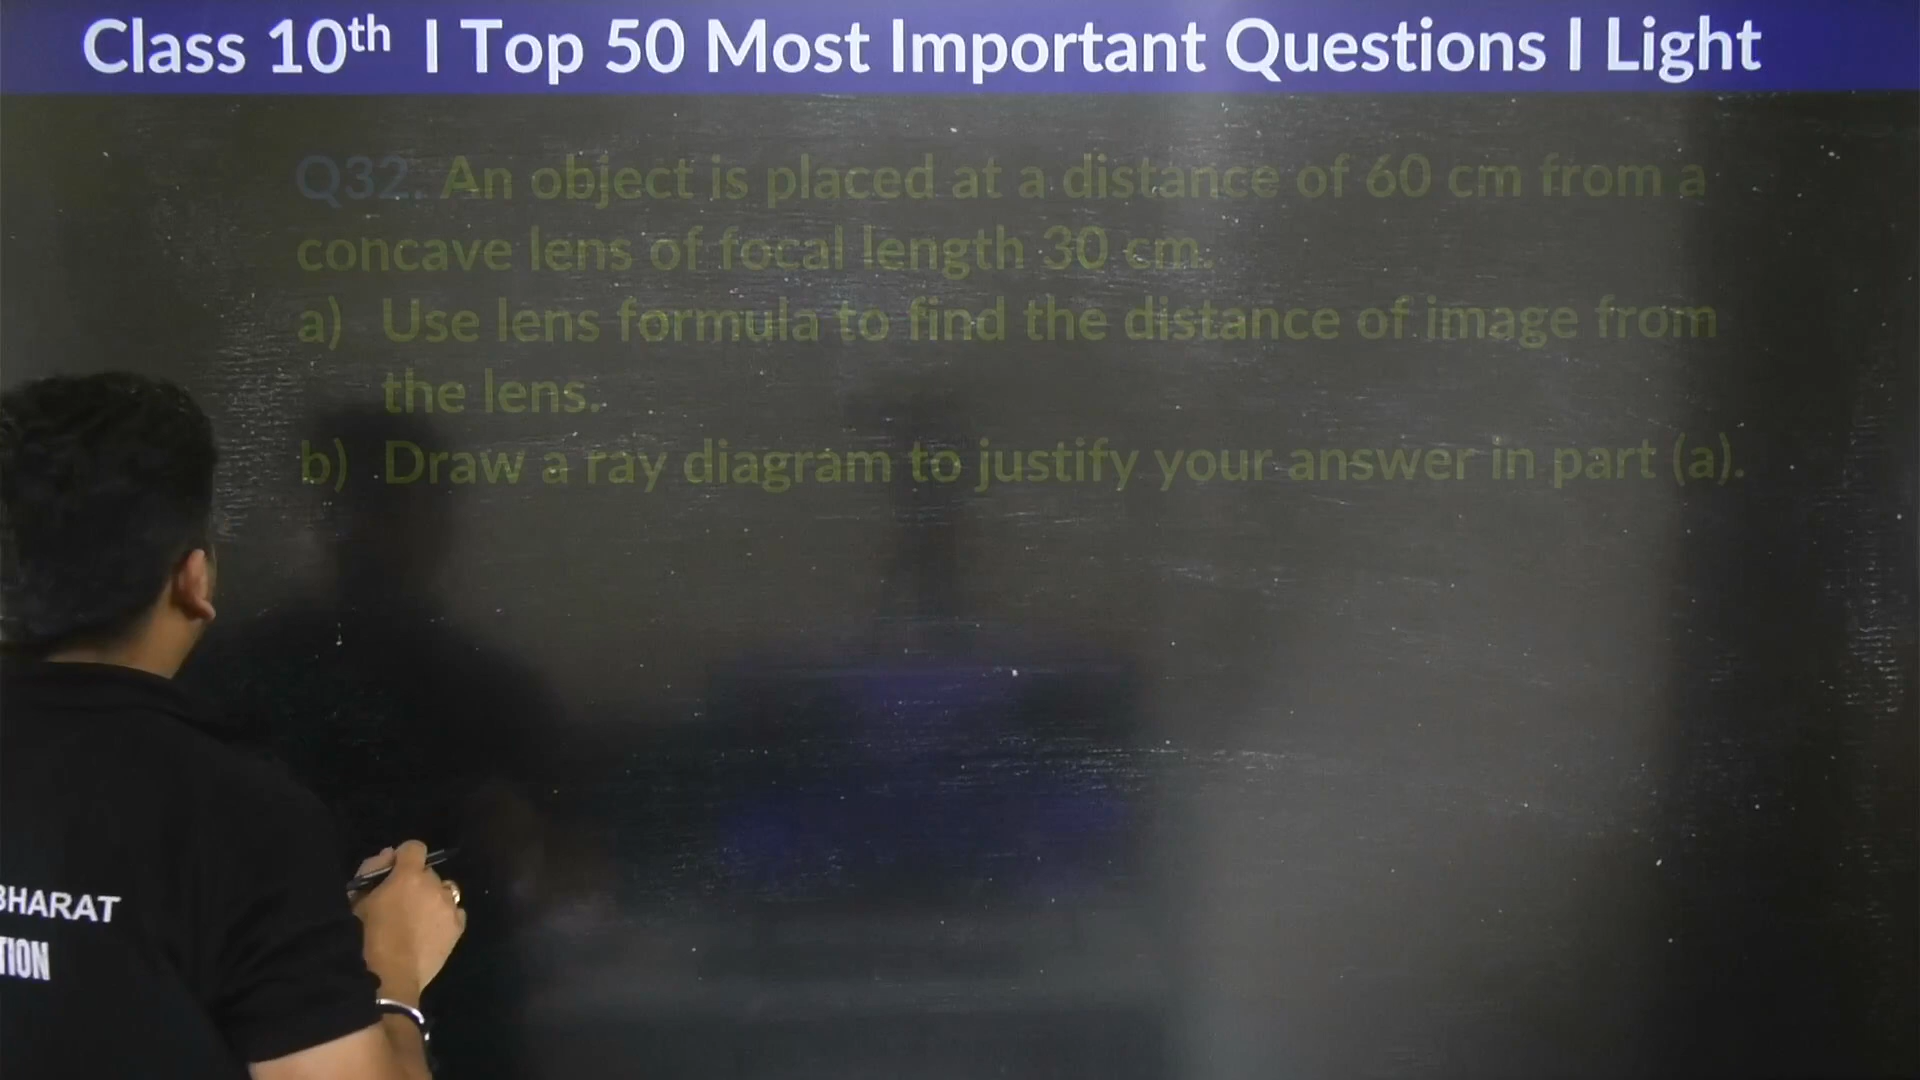 Class 10th I Top 50 Most Important Questions I Light
Q32. An object is placed at a distance of 60 cm from a
concave lens of focal length 30 cm.
a) Use lens formula to find the distance of image from
the lens.
b) Draw a ray diagram to justify your answer in part (a).
BHARAT
TION